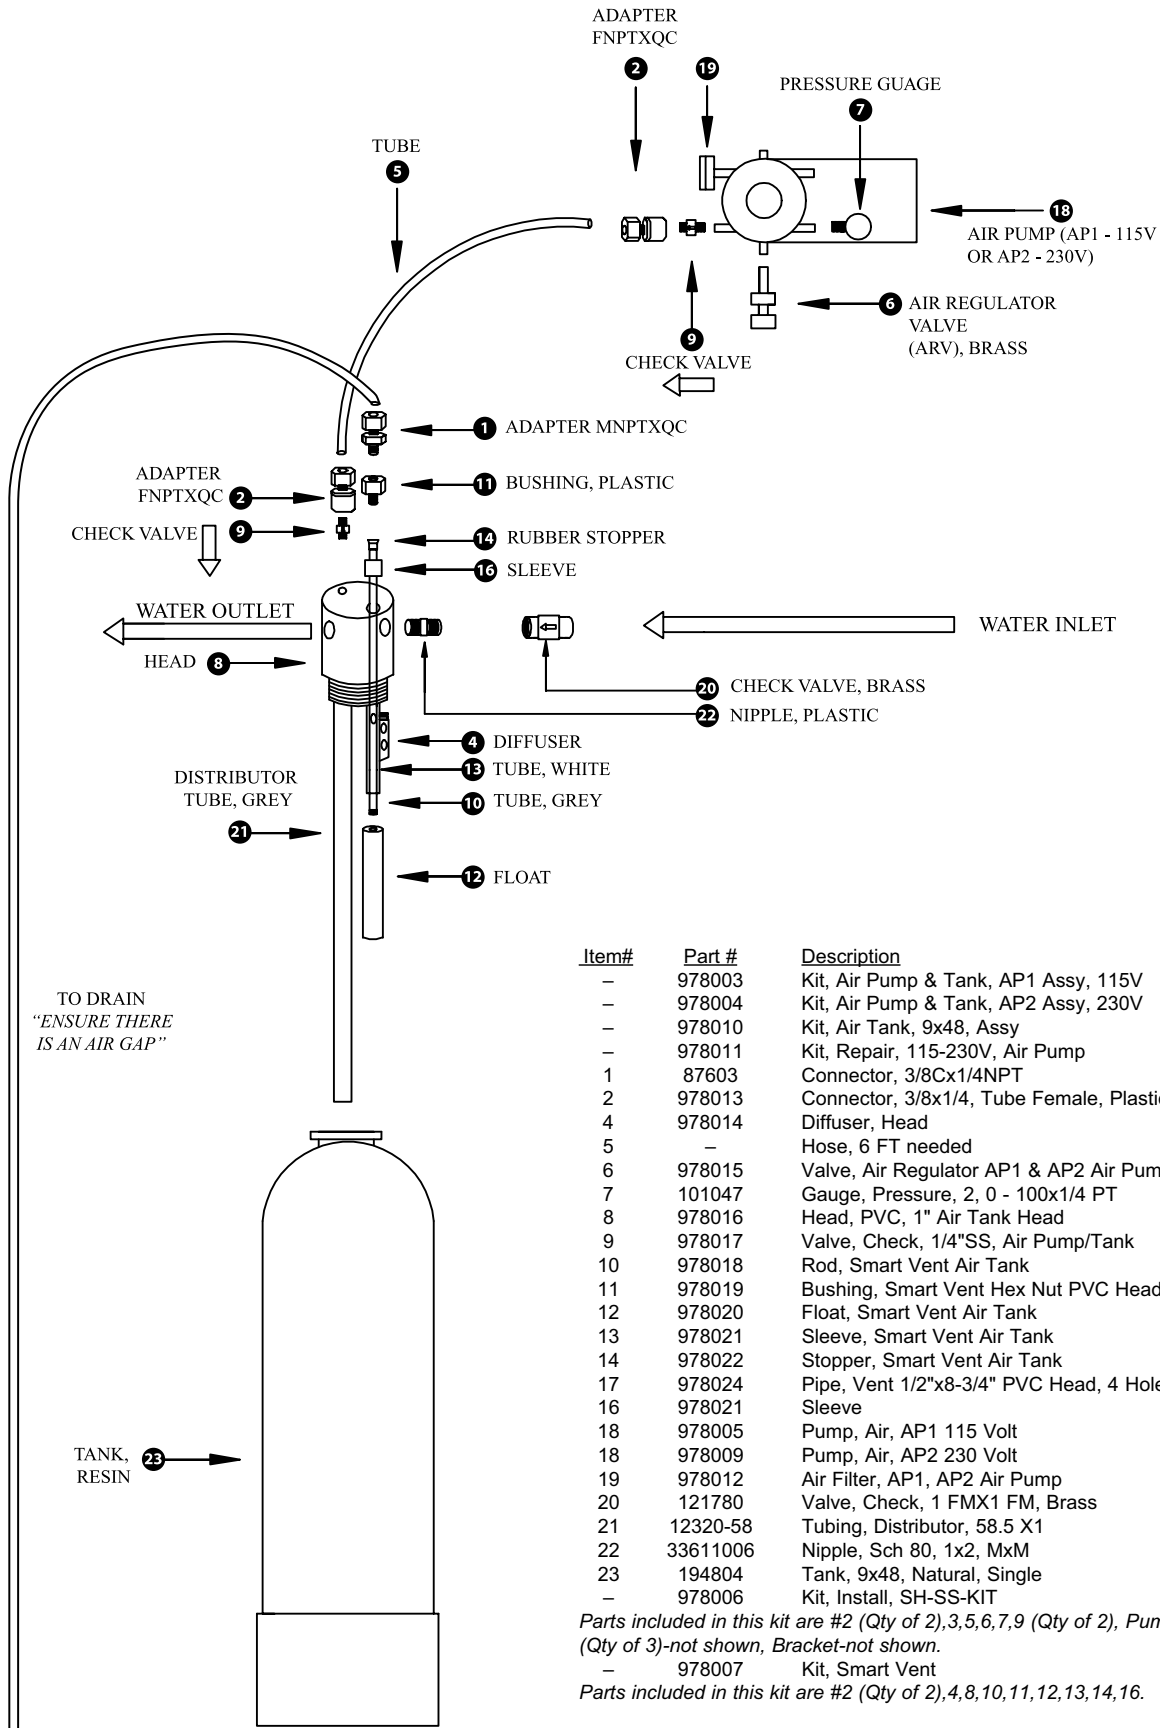 ADAPTER
FNPTXQC
2
19
PRESSURE GUAGE
7
TUBE
5
18
AIR PUMP (AP1 - 115V
OR AP2 - 230V)
6 AIR REGULATOR
VALVE
(ARV), BRASS
9
CHECK VALVE
1 ADAPTER MNPTXQC
ADAPTER
FNPTXQC 2
11 BUSHING, PLASTIC
CHECK VALVE 9
14 RUBBER STOPPER
16 SLEEVE
WATER OUTLET
WATER INLET
HEAD 8
20 CHECK VALVE, BRASS
22 NIPPLE, PLASTIC
4 DIFFUSER
13 TUBE, WHITE
DISTRIBUTOR
TUBE, GREY
10 TUBE, GREY
21
12 FLOAT
TO DRAIN
“ENSURE THERE
IS AN AIR GAP”
TANK,
RESIN 23
Item# Part # Description
– 978003 Kit, Air Pump & Tank, AP1 Assy, 115V
– 978004 Kit, Air Pump & Tank, AP2 Assy, 230V
– 978010 Kit, Air Tank, 9x48, Assy
– 978011 Kit, Repair, 115-230V, Air Pump
1 87603 Connector, 3/8Cx1/4NPT
2 978013 Connector, 3/8x1/4, Tube Female, Plastic
4 978014 Diffuser, Head
5 – Hose, 6 FT needed
6 978015 Valve, Air Regulator AP1 & AP2 Air Pum
7 101047 Gauge, Pressure, 2, 0 - 100x1/4 PT
8 978016 Head, PVC, 1" Air Tank Head
9 978017 Valve, Check, 1/4"SS, Air Pump/Tank
10 978018 Rod, Smart Vent Air Tank
11 978019 Bushing, Smart Vent Hex Nut PVC Head
12 978020 Float, Smart Vent Air Tank
13 978021 Sleeve, Smart Vent Air Tank
14 978022 Stopper, Smart Vent Air Tank
17 978024 Pipe, Vent 1/2"x8-3/4" PVC Head, 4 Hole
16 978021 Sleeve
18 978005 Pump, Air, AP1 115 Volt
18 978009 Pump, Air, AP2 230 Volt
19 978012 Air Filter, AP1, AP2 Air Pump
20 121780 Valve, Check, 1 FMX1 FM, Brass
21 12320-58 Tubing, Distributor, 58.5 X1
22 33611006 Nipple, Sch 80, 1x2, MxM
23 194804 Tank, 9x48, Natural, Single
– 978006 Kit, Install, SH-SS-KIT
Parts included in this kit are #2 (Qty of 2),3,5,6,7,9 (Qty of 2), Pum
(Qty of 3)-not shown, Bracket-not shown.
– 978007 Kit, Smart Vent
Parts included in this kit are #2 (Qty of 2),4,8,10,11,12,13,14,16.